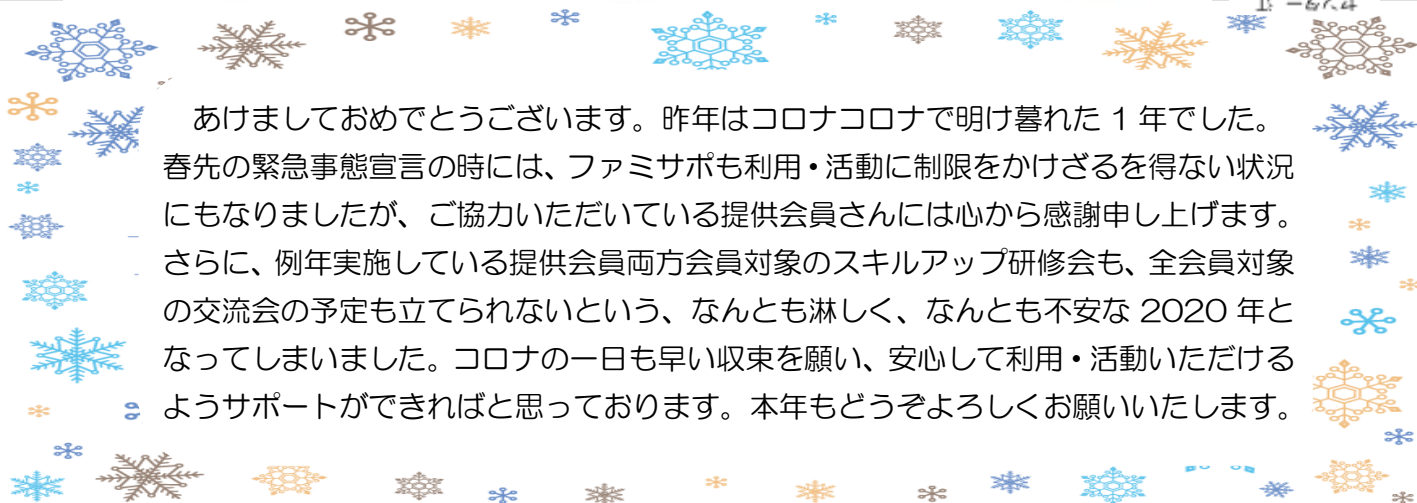 あけましておめでとうございます。昨年はコロナコロナで明け暮れた 1 年でした。
春先の緊急事態宣言の時には、ファミサポも利用・活動に制限をかけざるを得ない状況
にもなりましたが、ご協力いただいている提供会員さんには心から感謝申し上げます。
さらに、例年実施している提供会員両方会員対象のスキルアップ研修会も、全会員対象
の交流会の予定も立てられないという、なんとも淋しく、なんとも不安な 2020 年と
なってしまいました。コロナの一日も早い収束を願い、安心して利用・活動いただける
ようサポートができればと思っております。本年もどうぞよろしくお願いいたします。